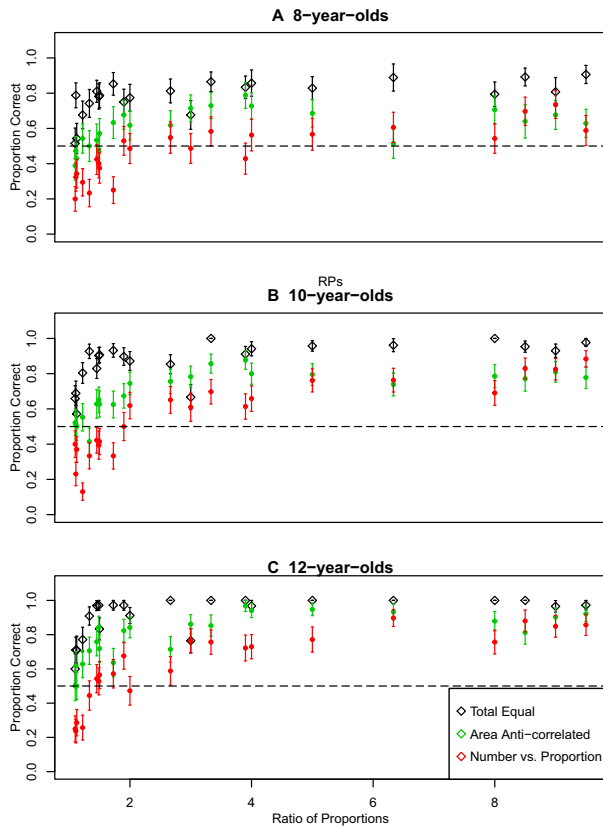 A 8−year−olds
Proportion Correct
0.0 0.2 0.4 0.6 0.8 1.0
RPs
B 10−year−olds
Proportion Correct
0.0 0.2 0.4 0.6 0.8 1.0
C 12−year−olds
Proportion Correct
0.0 0.2 0.4 0.6 0.8 1.0
Total Equal
Area Anti−correlated
Number vs. Proportion
2 4 6 8
Ratio of Proportions